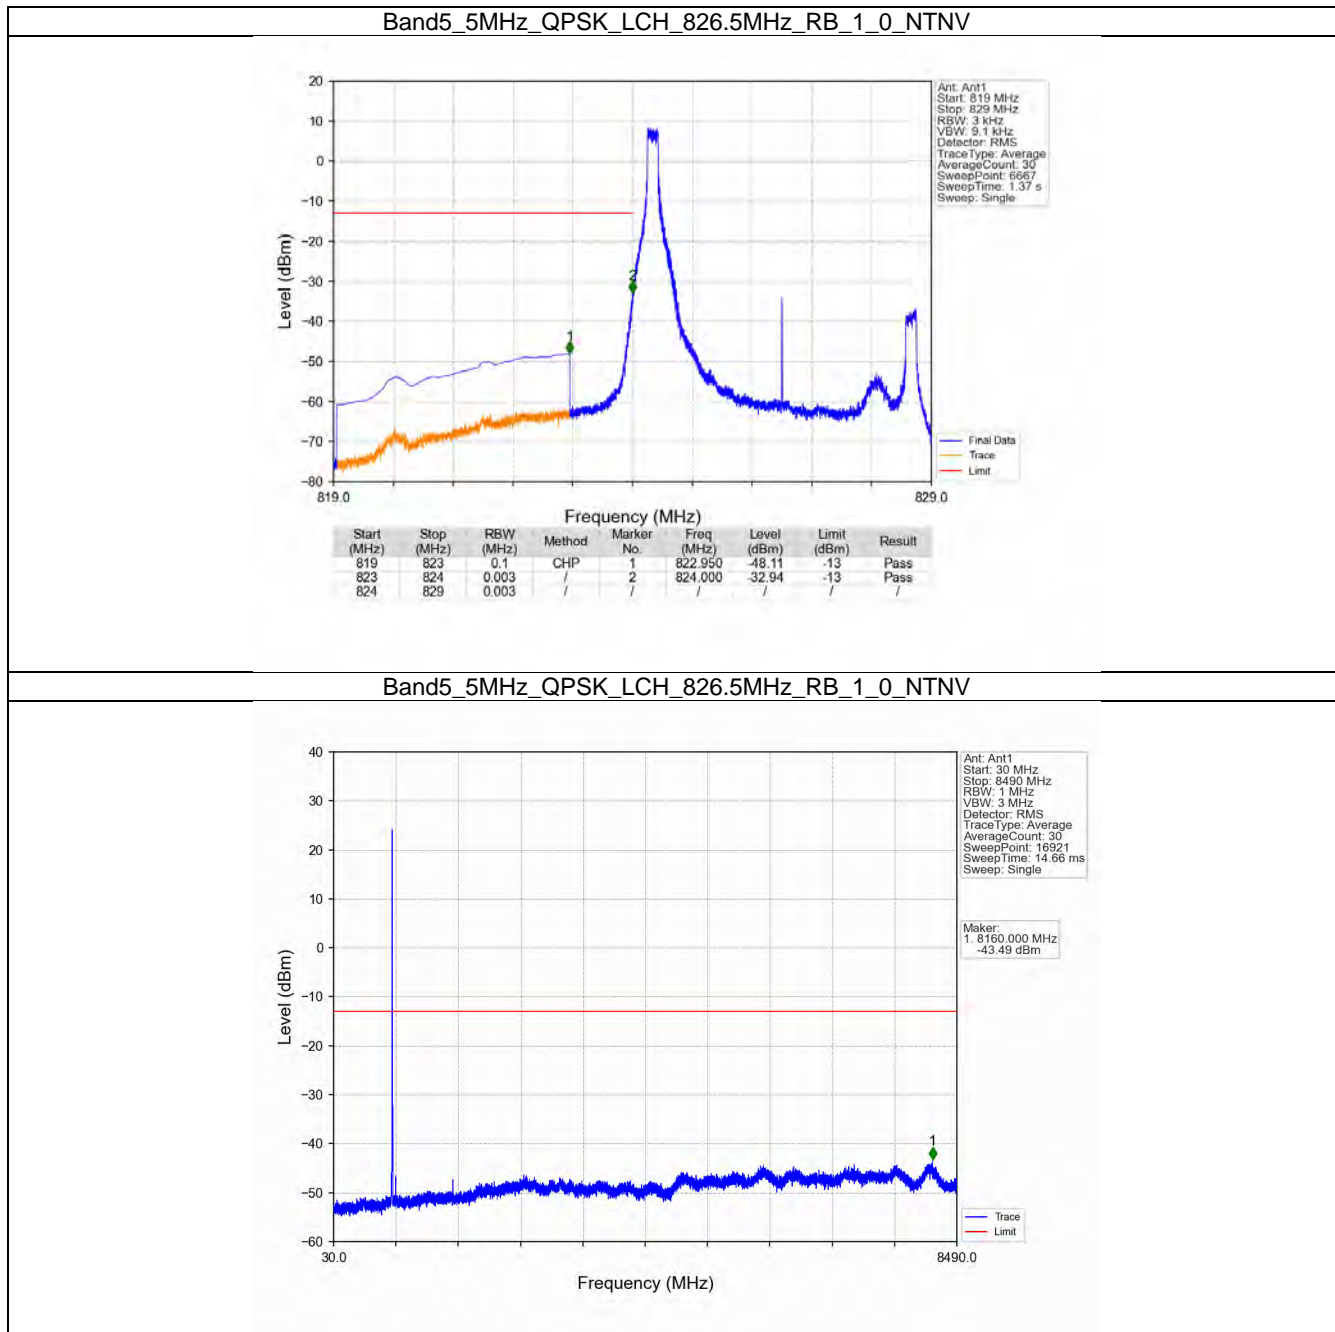 Band5_5MHz_QPSK_LCH_826.5MHz_RB_1_0_NTNV
20
10
0
−10
−20
−30
−40
−50
−60
−70
−80
Level (dBm)
1
2
819.0
829.0
Frequency (MHz)
Ant: Ant1
Start: 819 MHz
Stop: 829 MHz
RBW: 3 kHz
VBW: 9.1 kHz
Detector: RMS
TraceType: Average
AverageCount: 30
SweepPoint: 6667
SweepTime: 1.37 s
Sweep: Single
Final Data
Trace
Limit
Start (MHz) Stop (MHz) RBW (MHz) Method Marker No. Freq (MHz) Level (dBm) Limit (dBm) Result
819 823 0.1 CHP 1 822.950 -48.11 -13 Pass
823 824 0.003 / 2 824.000 -32.94 -13 Pass
824 829 0.003 / / / / / /
Band5_5MHz_QPSK_LCH_826.5MHz_RB_1_0_NTNV
40
30
20
10
0
−10
−20
−30
−40
−50
−60
Level (dBm)
1
30.0
8490.0
Frequency (MHz)
Ant: Ant1
Start: 30 MHz
Stop: 8490 MHz
RBW: 1 MHz
VBW: 3 MHz
Detector: RMS
TraceType: Average
AverageCount: 30
SweepPoint: 16921
SweepTime: 14.66 ms
Sweep: Single
Maker:
1. 8160.000 MHz
-43.49 dBm
Trace
Limit